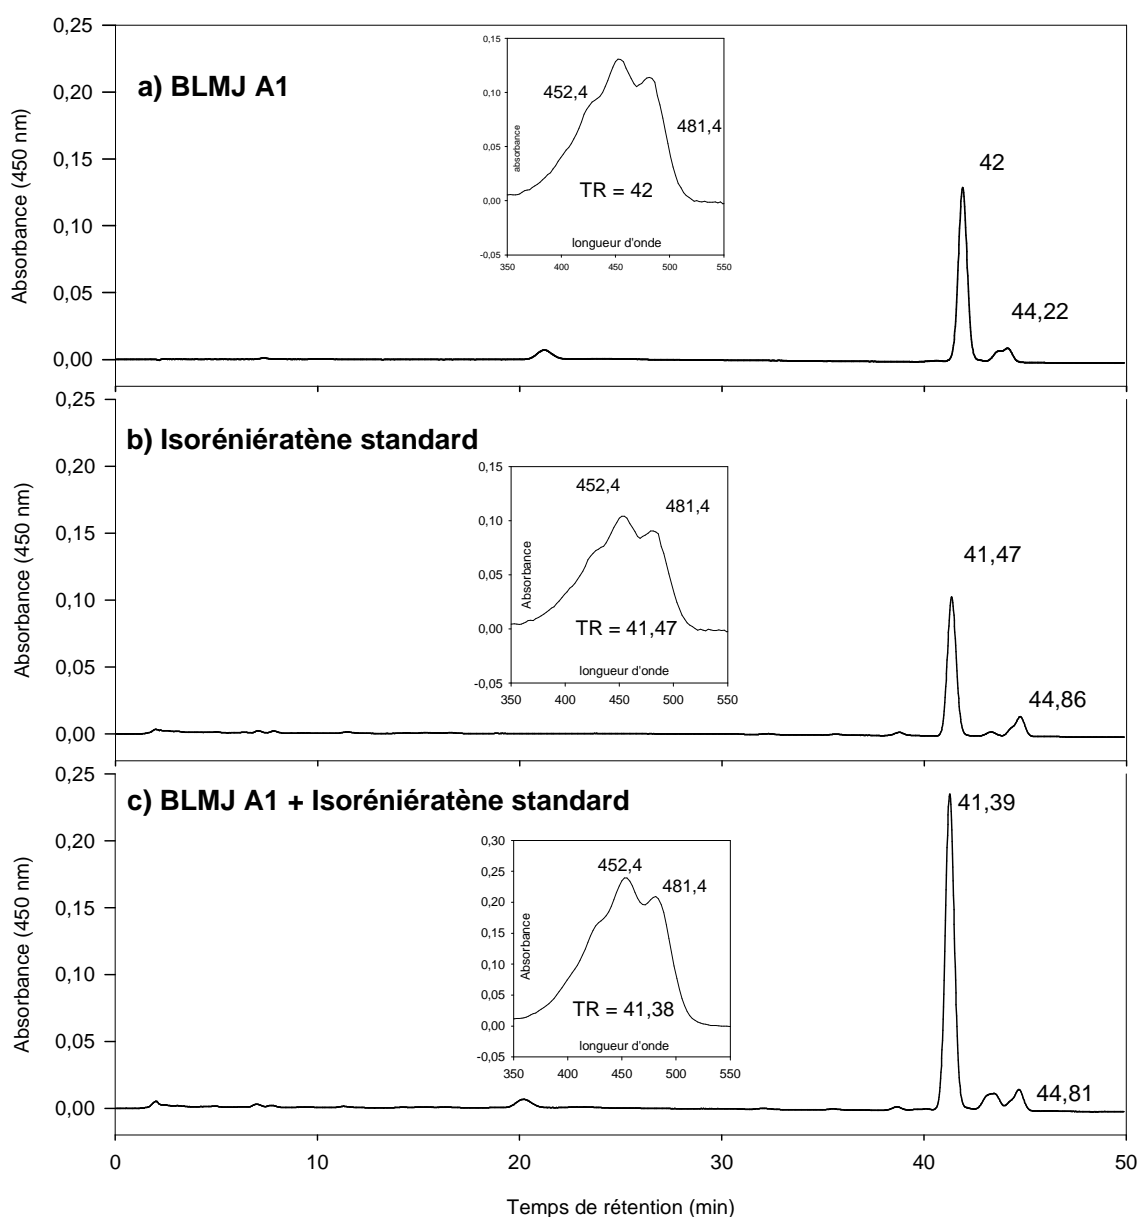 0,25
0,20
0,15
0,10
0,05
0,00
Absorbance (450 nm)
a) BLMJ A1
0,15
0,10
0,05
0,00
-0,05
absorbance
452,4
481,4
TR = 42
longueur d'onde
350 400 450 500 550
42
44,22
0,25
0,20
0,15
0,10
0,05
0,00
Absorbance (450 nm)
b) Isoréniératène standard
0,15
0,10
0,05
0,00
-0,05
Absorbance
452,4
481,4
TR = 41,47
longueur d'onde
350 400 450 500 550
41,47
44,86
0,25
0,20
0,15
0,10
0,05
0,00
Absorbance (450 nm)
c) BLMJ A1 + Isoréniératène standard
0,30
0,25
0,20
0,15
0,10
0,05
0,00
-0,05
Absorbance
452,4
481,4
TR = 41,38
longueur d'onde
350 400 450 500 550
41,39
44,81
0 10 20 30 40 50
Temps de rétention (min)